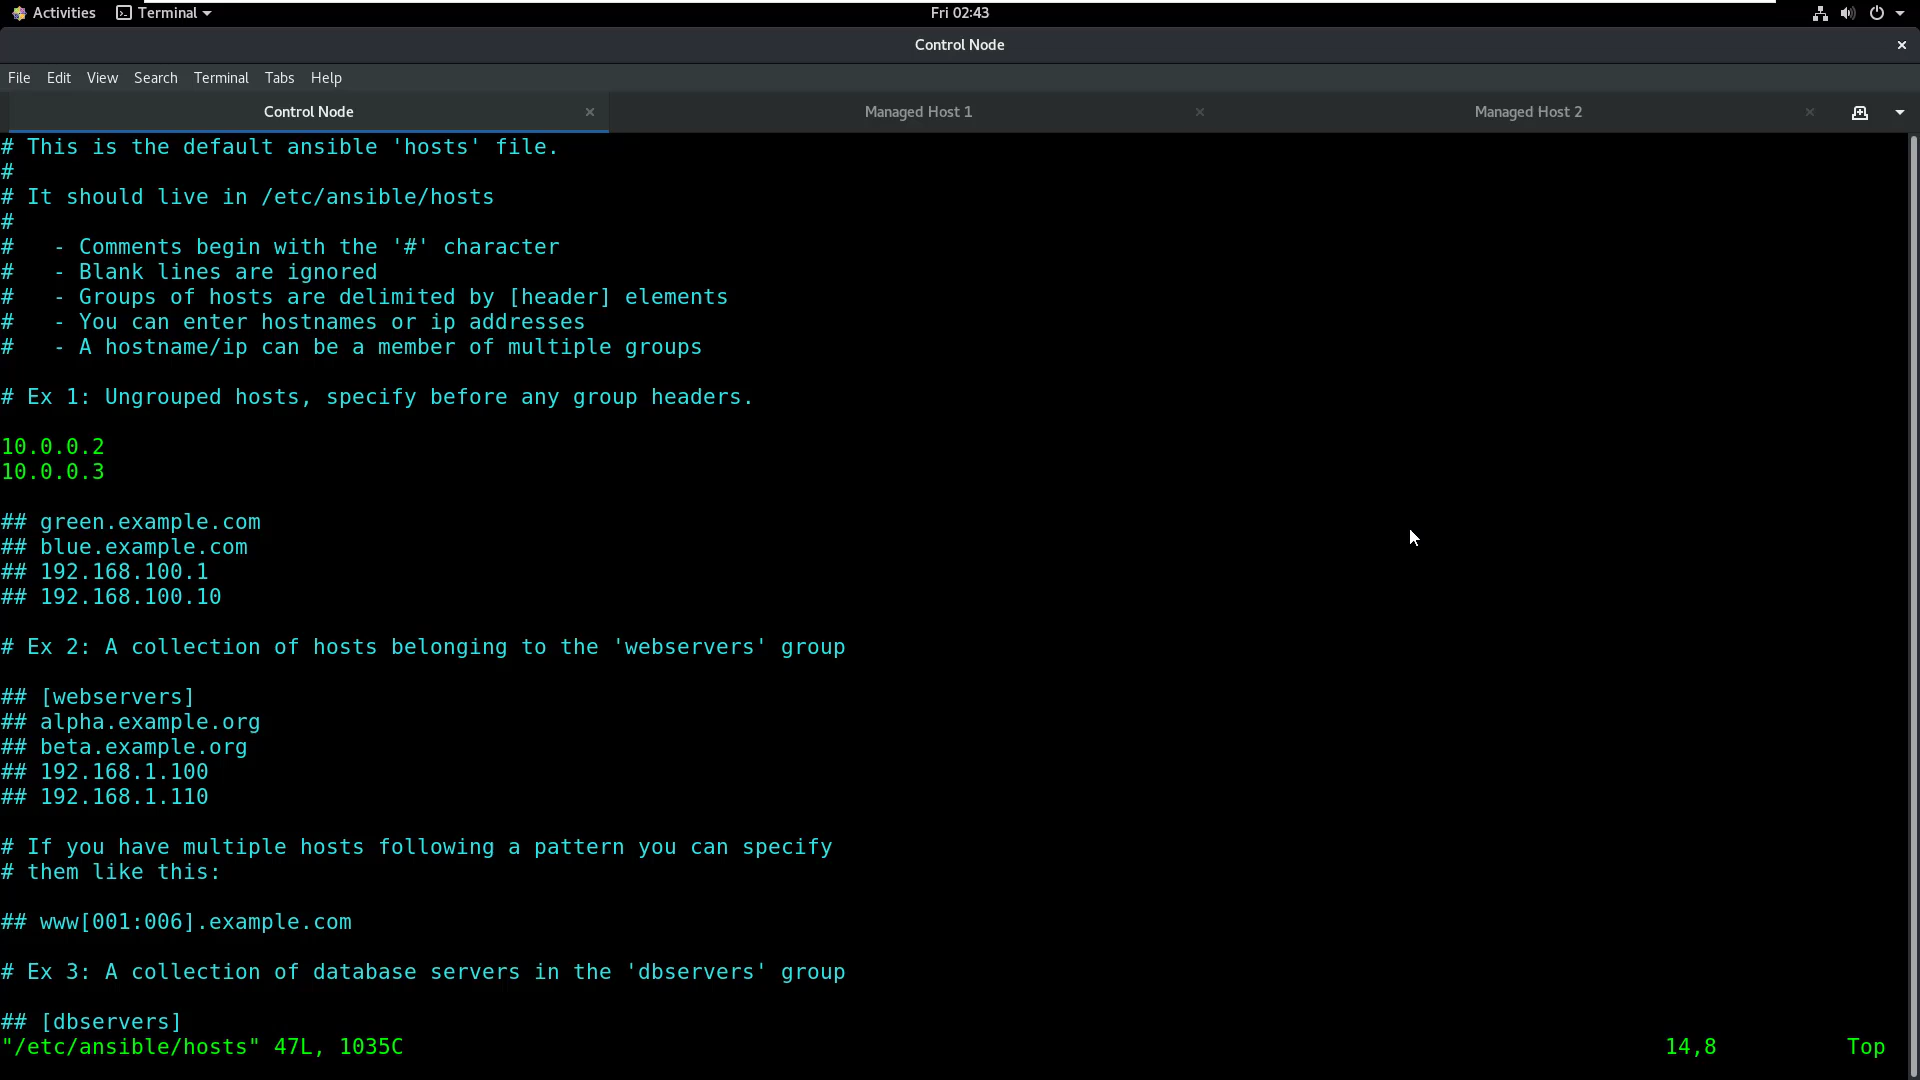 Activities Terminal Fri 02:43
Control Node
File Edit View Search Terminal Tabs Help
Control Node Managed Host 1 Managed Host 2
# This is the default ansible 'hosts' file.
#
# It should live in /etc/ansible/hosts
#
#   - Comments begin with the '#' character
#   - Blank lines are ignored
#   - Groups of hosts are delimited by [header] elements
#   - You can enter hostnames or ip addresses
#   - A hostname/ip can be a member of multiple groups
# Ex 1: Ungrouped hosts, specify before any group headers.
10.0.0.2
10.0.0.3
## green.example.com
## blue.example.com
## 192.168.100.1
## 192.168.100.10
# Ex 2: A collection of hosts belonging to the 'webservers' group
## [webservers]
## alpha.example.org
## beta.example.org
## 192.168.1.100
## 192.168.1.110
# If you have multiple hosts following a pattern you can specify
# them like this:
## www[001:006].example.com
# Ex 3: A collection of database servers in the 'dbservers' group
## [dbservers]
"/etc/ansible/hosts" 47L, 1035C 14,8 Top